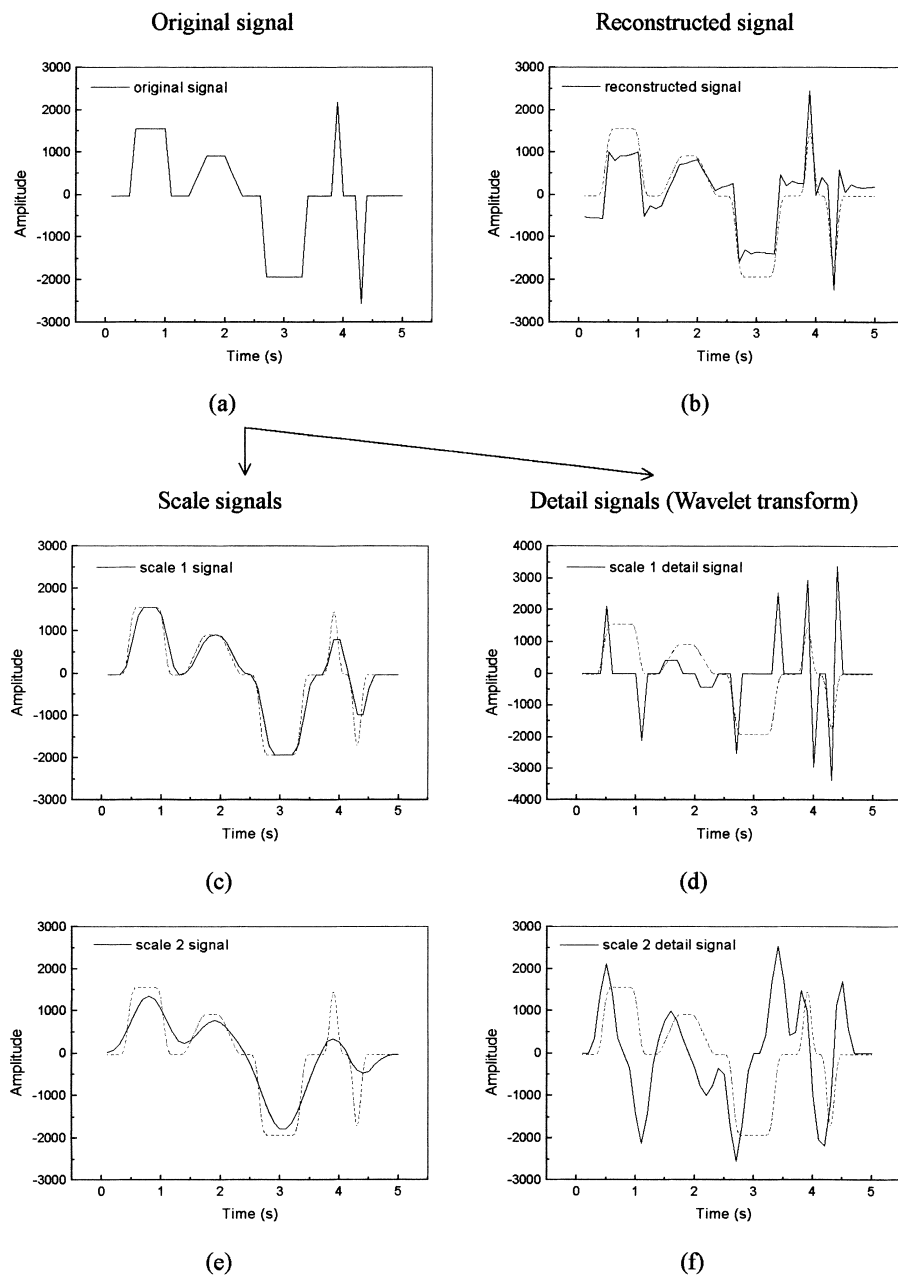 Original signal
Reconstructed signal
3000
2000
1000
0
-1000
-2000
-3000
Amplitude
original signal
0 1 2 3 4 5
Time (s)
(a)
3000
2000
1000
0
-1000
-2000
-3000
Amplitude
reconstructed signal
0 1 2 3 4 5
Time (s)
(b)
Scale signals
Detail signals (Wavelet transform)
3000
2000
1000
0
-1000
-2000
-3000
Amplitude
scale 1 signal
0 1 2 3 4 5
Time (s)
(c)
4000
3000
2000
1000
0
-1000
-2000
-3000
-4000
Amplitude
scale 1 detail signal
0 1 2 3 4 5
Time (s)
(d)
3000
2000
1000
0
-1000
-2000
-3000
Amplitude
scale 2 signal
0 1 2 3 4 5
Time (s)
(e)
3000
2000
1000
0
-1000
-2000
-3000
Amplitude
scale 2 detail signal
0 1 2 3 4 5
Time (s)
(f)